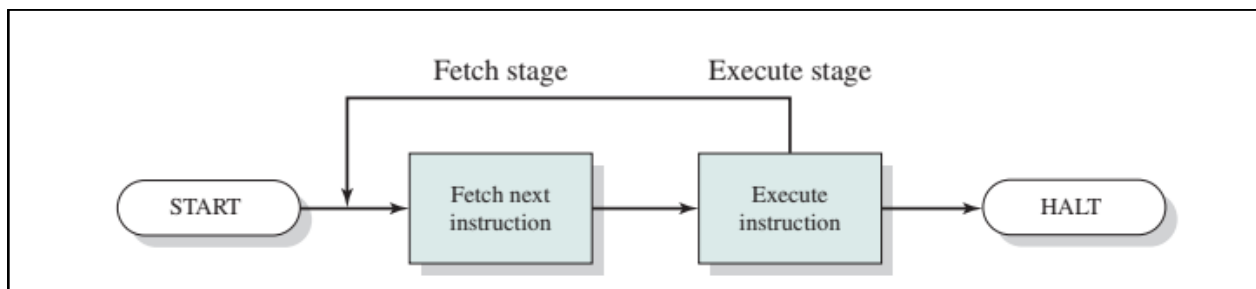 Fetch stage
Execute stage
START
Fetch next
instruction
Execute
instruction
HALT